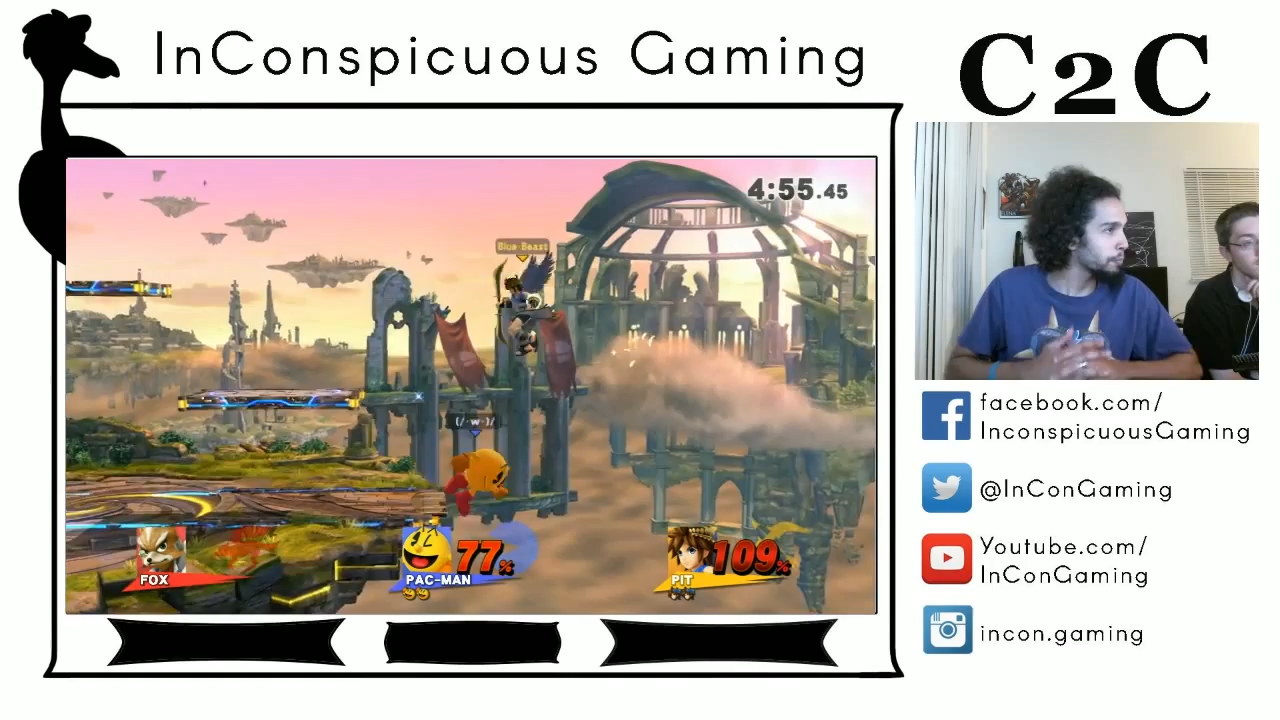 InConspicuous Gaming
C2C
4:55.45
Blue Beast
(/·w·)/
FOX
PAC-MAN
77%
PIT
109%
facebook.com/
InconspicuousGaming
@InConGaming
Youtube.com/
InConGaming
incon.gaming